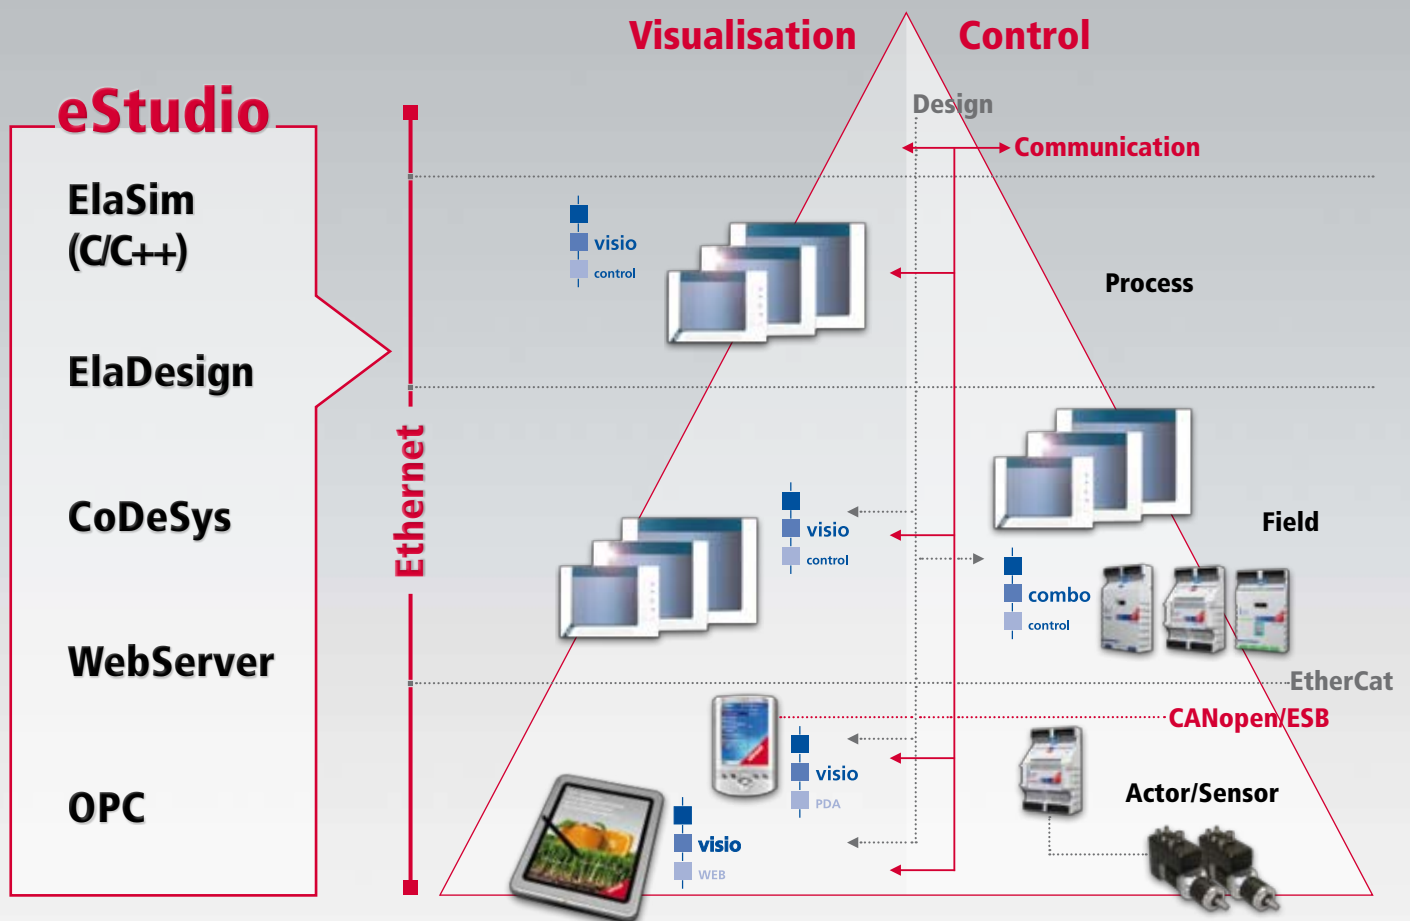 Visualisation
Control
eStudio
ElaSim
(C/C++)
ElaDesign
CoDeSys
WebServer
OPC
Ethernet
Design
Communication
visio
control
Process
visio
control
Field
combo
control
EtherCat
CANopen/ESB
visio
PDA
Actor/Sensor
visio
WEB